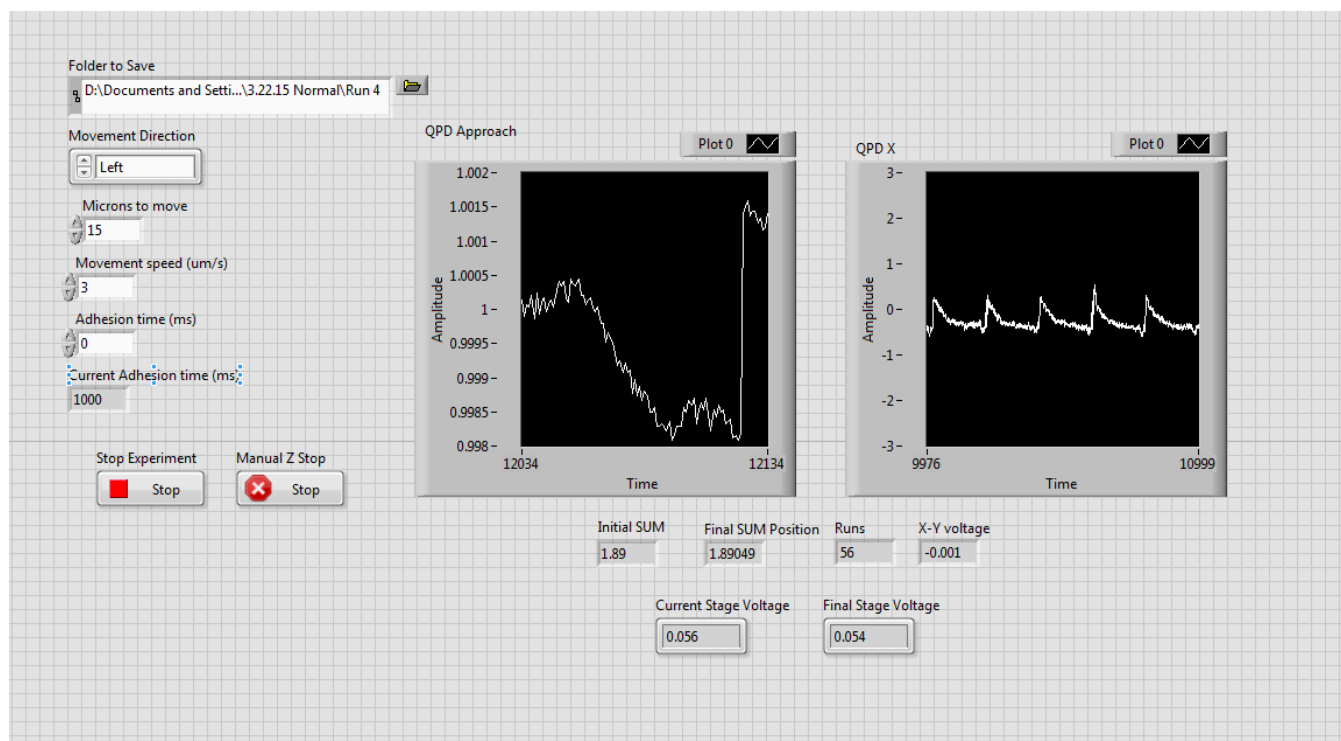 Folder to Save
D:\Documents and Setti...\3.22.15 Normal\Run 4
Movement Direction
Left
Microns to move
15
Movement speed (um/s)
3
Adhesion time (ms)
0
Current Adhesion time (ms)
1000
Stop Experiment
Stop
Manual Z Stop
Stop
QPD Approach
Plot 0
Amplitude
1.002
1.0015
1.001
1.0005
1
0.9995
0.999
0.9985
0.998
12034
12134
Time
QPD X
Plot 0
Amplitude
3
2
1
0
-1
-2
-3
9976
10999
Time
Initial SUM
1.89
Final SUM Position
1.89049
Runs
56
X-Y voltage
-0.001
Current Stage Voltage
0.056
Final Stage Voltage
0.054